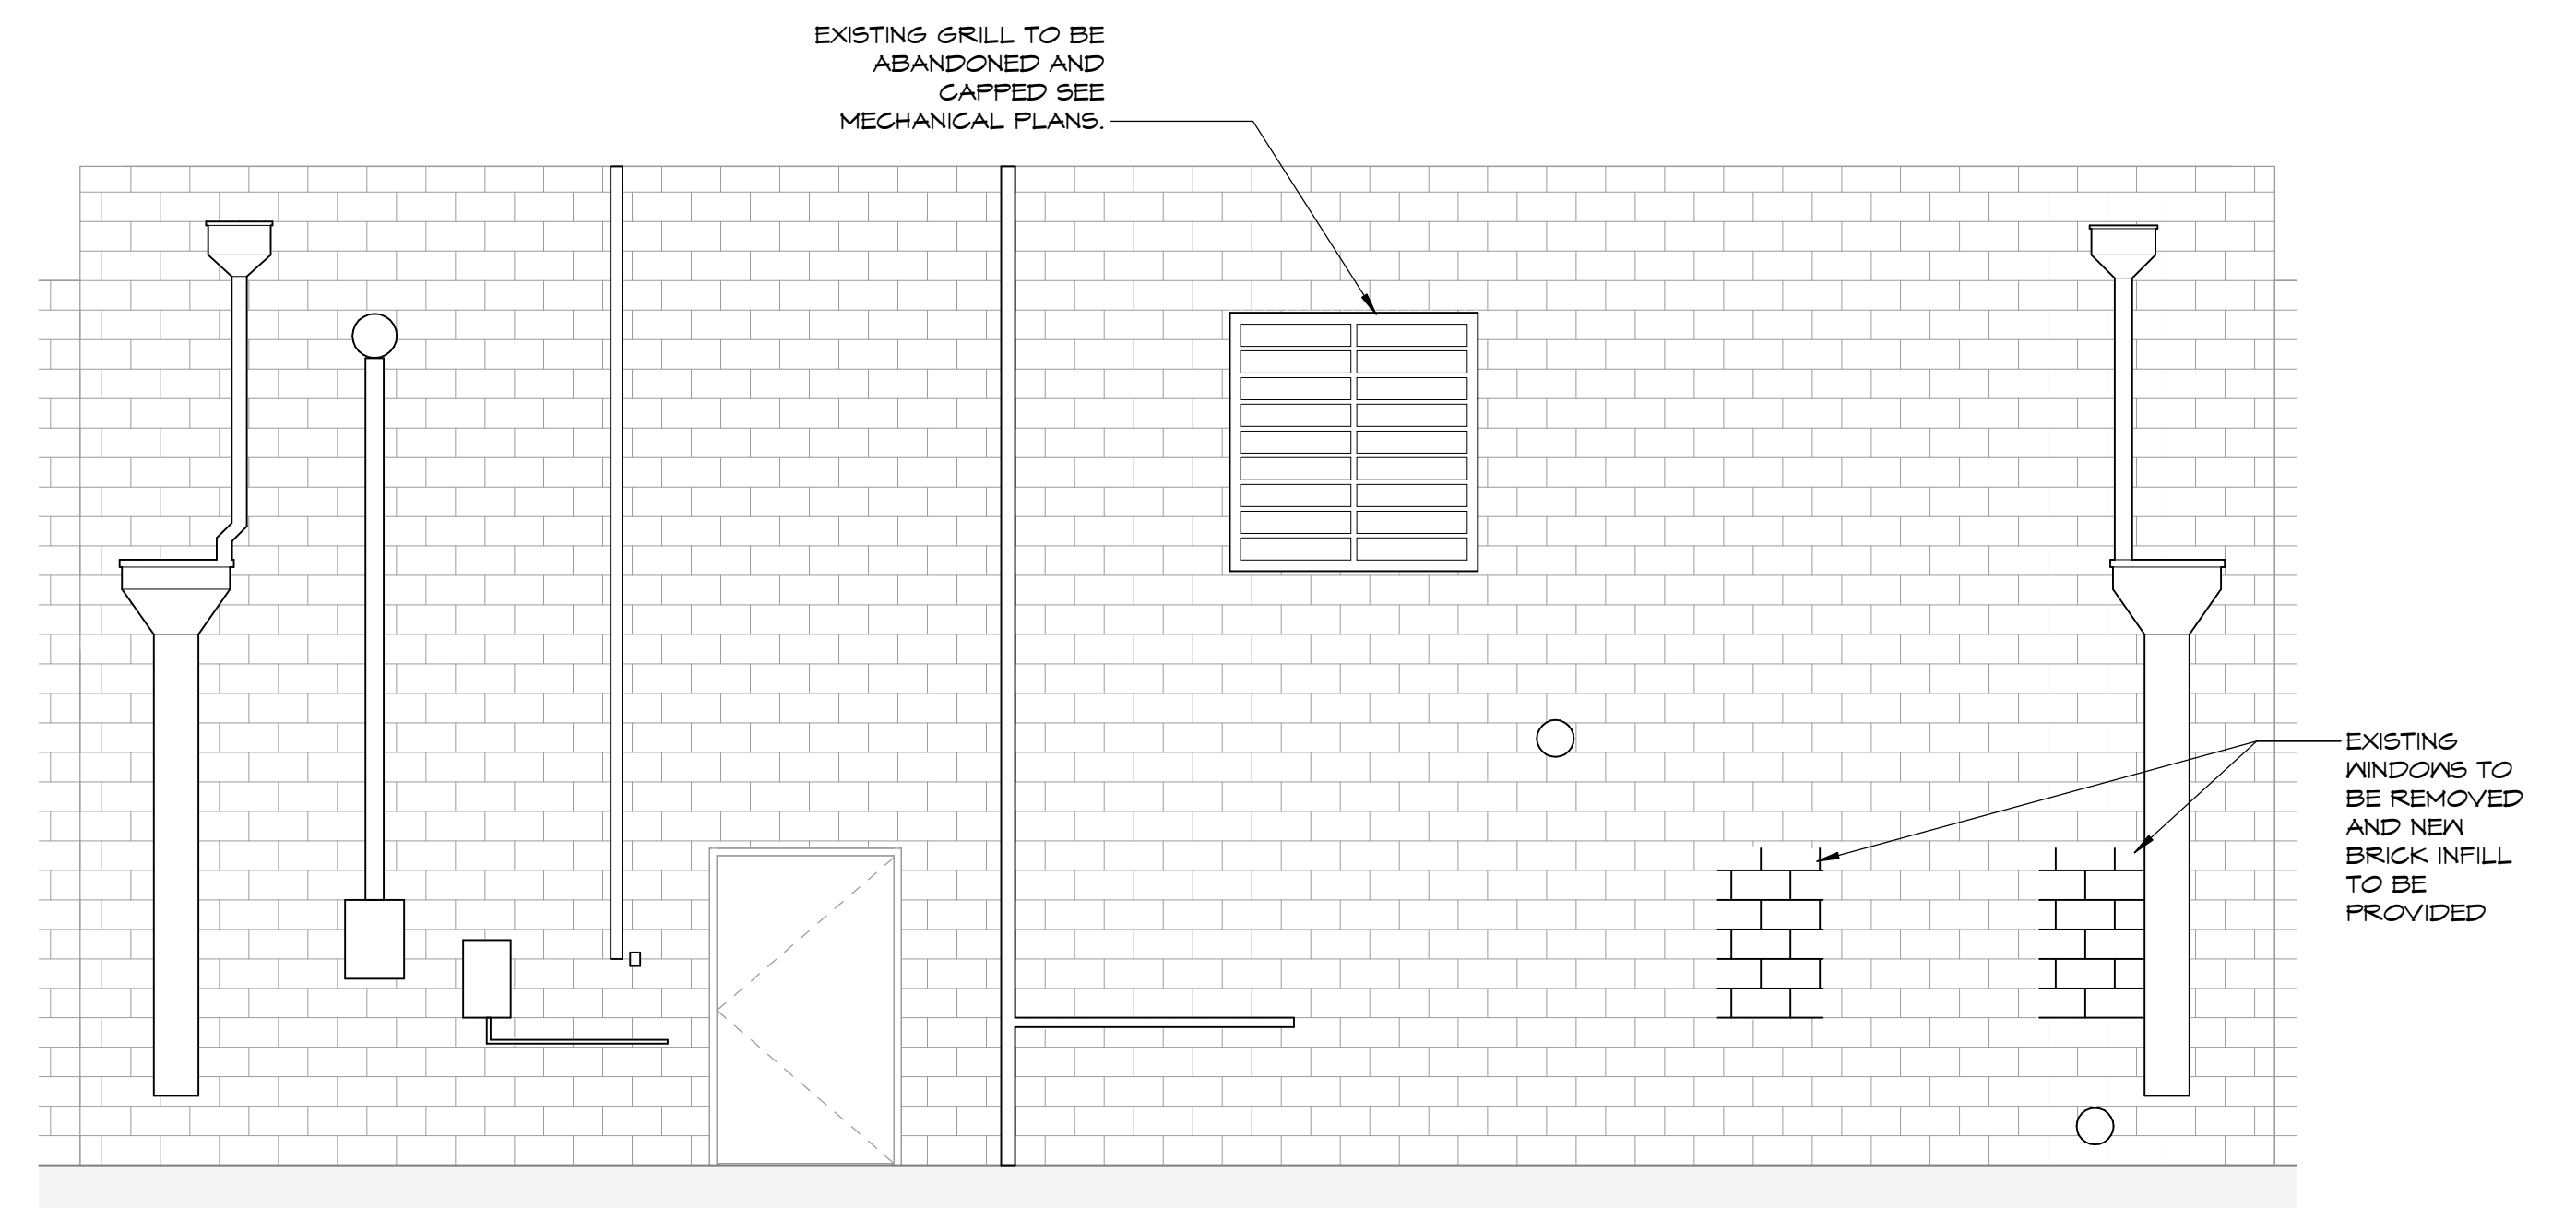 EXISTING GRILL TO BE
ABANDONED AND
CAPPED SEE
MECHANICAL PLANS.
EXISTING
WINDOWS TO
BE REMOVED
AND NEW
BRICK INFILL
TO BE
PROVIDED